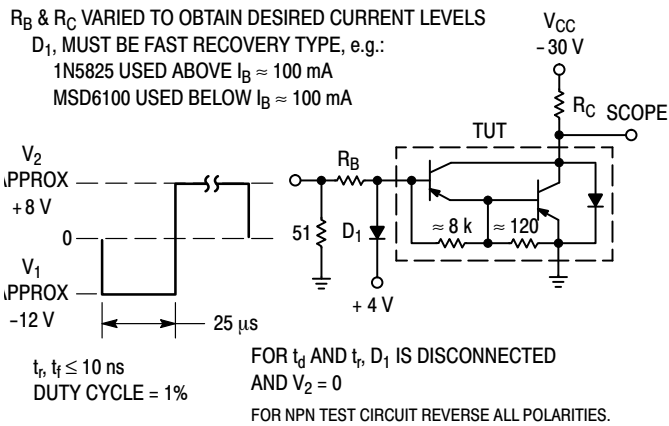 R_B & R_C VARIED TO OBTAIN DESIRED CURRENT LEVELS
D_1, MUST BE FAST RECOVERY TYPE, e.g.:
1N5825 USED ABOVE I_B ≈ 100 mA
MSD6100 USED BELOW I_B ≈ 100 mA
V_CC
- 30 V
R_C
SCOPE
TUT
R_B
V_2
APPROX
+8 V
0
51
D_1
≈ 8 k
≈ 120
V_1
APPROX
-12 V
+ 4 V
25 μs
t_r, t_f ≤ 10 ns
DUTY CYCLE = 1%
FOR t_d AND t_r, D_1 IS DISCONNECTED
AND V_2 = 0
FOR NPN TEST CIRCUIT REVERSE ALL POLARITIES.